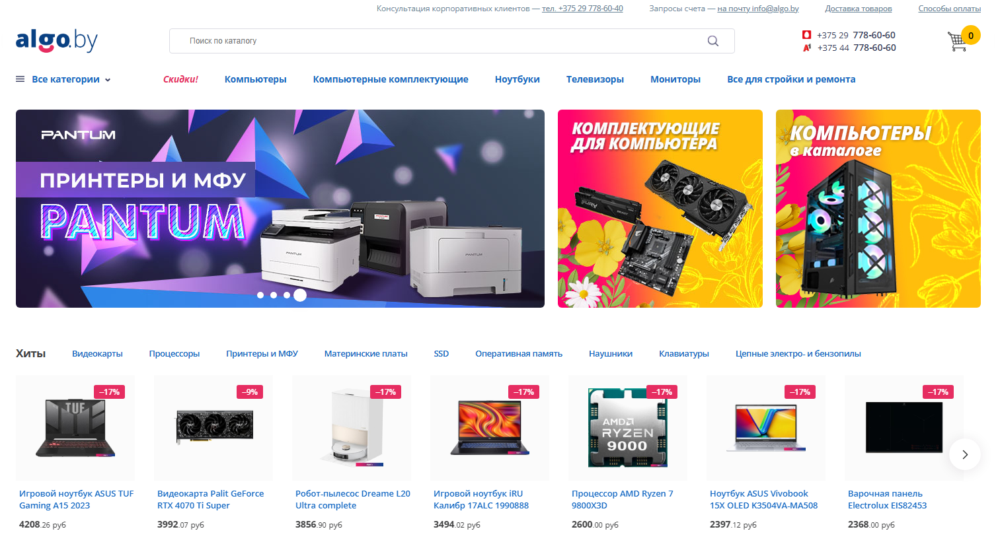 Консультация корпоративных клиентов — тел. +375 29 778-60-40
Запросы счета — на почту info@algo.by
Доставка товаров
Способы оплаты
algo.by
Поиск по каталогу
+375 29 778-60-60
+375 44 778-60-60
0
Все категории
Скидки!
Компьютеры
Компьютерные комплектующие
Ноутбуки
Телевизоры
Мониторы
Все для стройки и ремонта
PANTUM
ПРИНТЕРЫ И МФУ
PANTUM
PANTUM
PANTUM
КОМПЛЕКТУЮЩИЕ
ДЛЯ КОМПЬЮТЕРА
FURY
BEAST
КОМПЬЮТЕРЫ
в каталоге
Хиты
Видеокарты
Процессоры
Принтеры и МФУ
Материнские платы
SSD
Оперативная память
Наушники
Клавиатуры
Цепные электро- и бензопилы
–17%
–9%
–17%
–17%
–17%
–17%
–17%
TUF
AMD
RYZEN
9000
Игровой ноутбук ASUS TUF
Gaming A15 2023
4208.26 руб
Видеокарта Palit GeForce
RTX 4070 Ti Super
3992.07 руб
Робот-пылесос Dreame L20
Ultra complete
3856.90 руб
Игровой ноутбук iRU
Калибр 17ALC 1990888
3494.02 руб
Процессор AMD Ryzen 7
9800X3D
2600.00 руб
Ноутбук ASUS Vivobook
15X OLED K3504VA-MA508
2397.12 руб
Варочная панель
Electrolux EIS82453
2368.00 руб